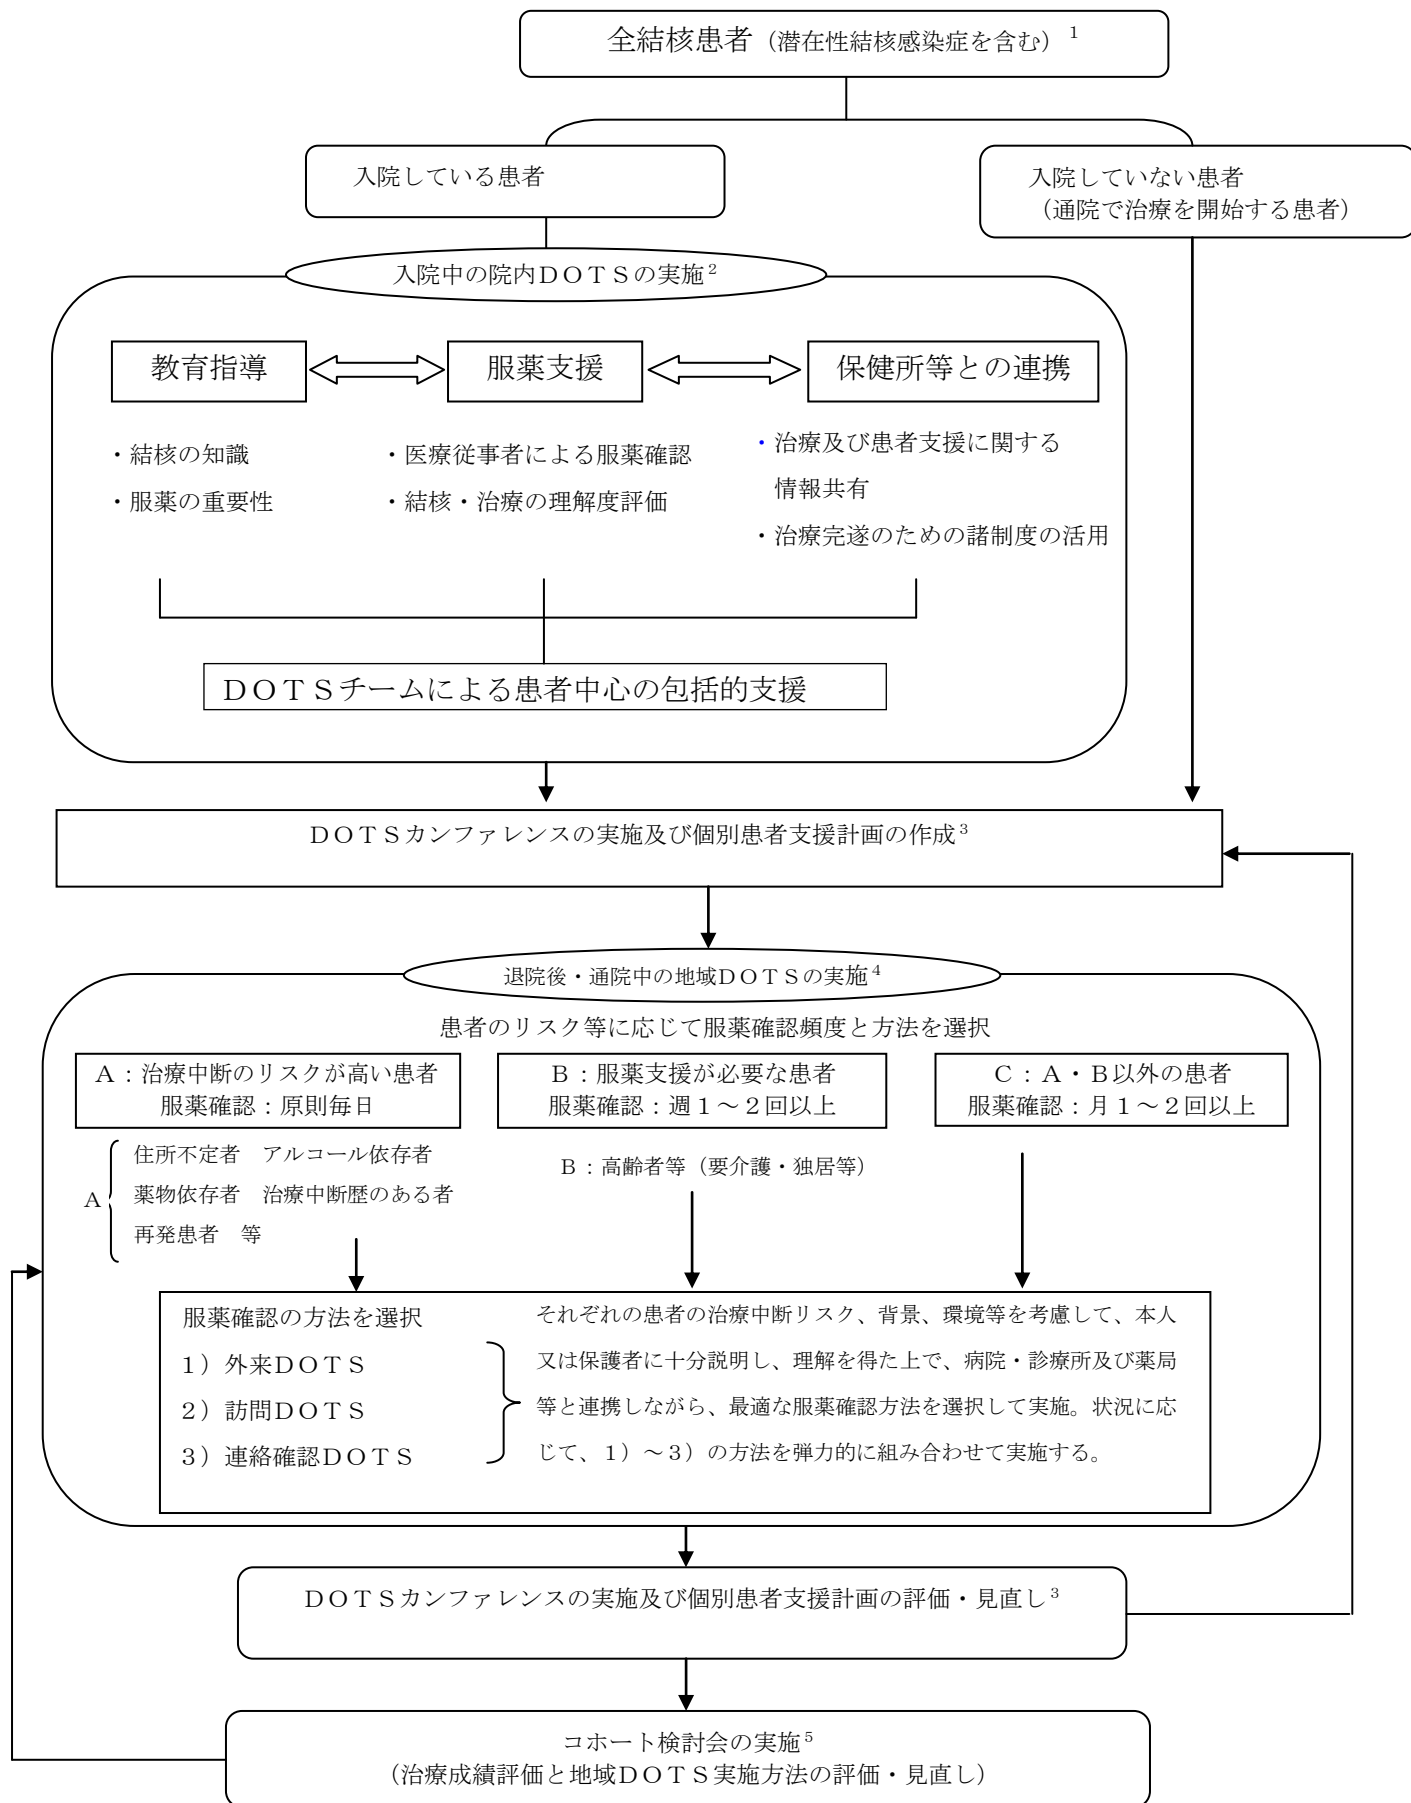 全結核患者（潜在性結核感染症を含む）1
入院している患者
入院していない患者
（通院で治療を開始する患者）
入院中の院内ＤＯＴＳの実施2
教育指導
服薬支援
保健所等との連携
・結核の知識
・服薬の重要性
・医療従事者による服薬確認
・結核・治療の理解度評価
・治療及び患者支援に関する
情報共有
・治療完遂のための諸制度の活用
ＤＯＴＳチームによる患者中心の包括的支援
ＤＯＴＳカンファレンスの実施及び個別患者支援計画の作成3
退院後・通院中の地域ＤＯＴＳの実施4
患者のリスク等に応じて服薬確認頻度と方法を選択
Ａ：治療中断のリスクが高い患者
服薬確認：原則毎日
Ｂ：服薬支援が必要な患者
服薬確認：週１～２回以上
Ｃ：Ａ・Ｂ以外の患者
服薬確認：月１～２回以上
Ａ
住所不定者　アルコール依存者
薬物依存者　治療中断歴のある者
再発患者　等
Ｂ：高齢者等（要介護・独居等）
服薬確認の方法を選択
１）外来ＤＯＴＳ
２）訪問ＤＯＴＳ
３）連絡確認ＤＯＴＳ
それぞれの患者の治療中断リスク、背景、環境等を考慮して、本人
又は保護者に十分説明し、理解を得た上で、病院・診療所及び薬局
等と連携しながら、最適な服薬確認方法を選択して実施。状況に応
じて、１）～３）の方法を弾力的に組み合わせて実施する。
ＤＯＴＳカンファレンスの実施及び個別患者支援計画の評価・見直し3
コホート検討会の実施5
（治療成績評価と地域ＤＯＴＳ実施方法の評価・見直し）